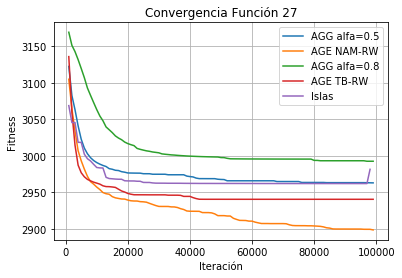 Convergencia Función 27
Fitness
3150
3100
3050
3000
2950
2900
AGG alfa=0.5
AGE NAM-RW
AGG alfa=0.8
AGE TB-RW
Islas
0
20000
40000
60000
80000
100000
Iteración